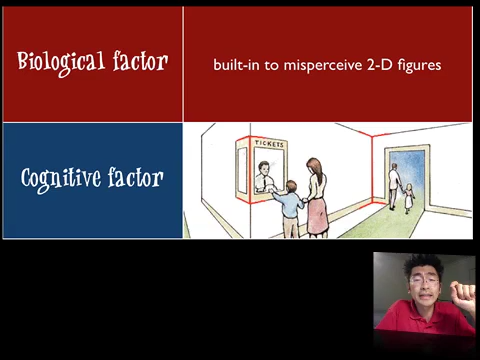 Biological factor
built-in to misperceive 2-D figures
Cognitive factor
TICKETS